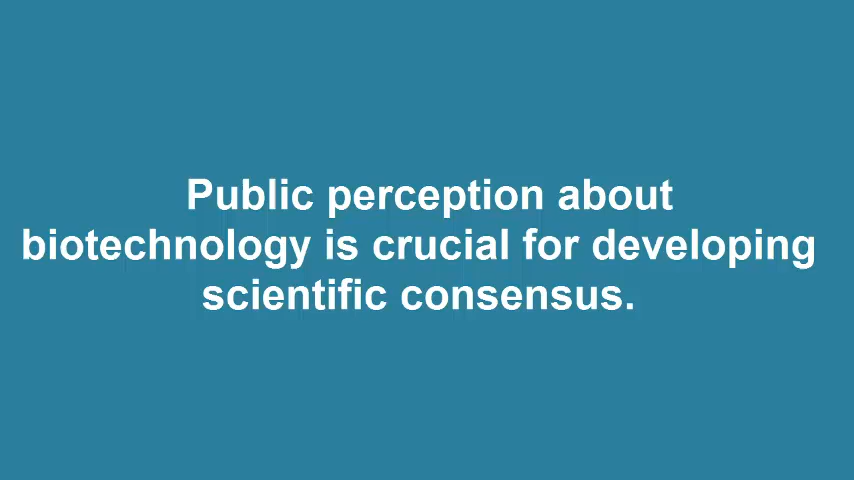 Public perception about
biotechnology is crucial for developing
scientific consensus.